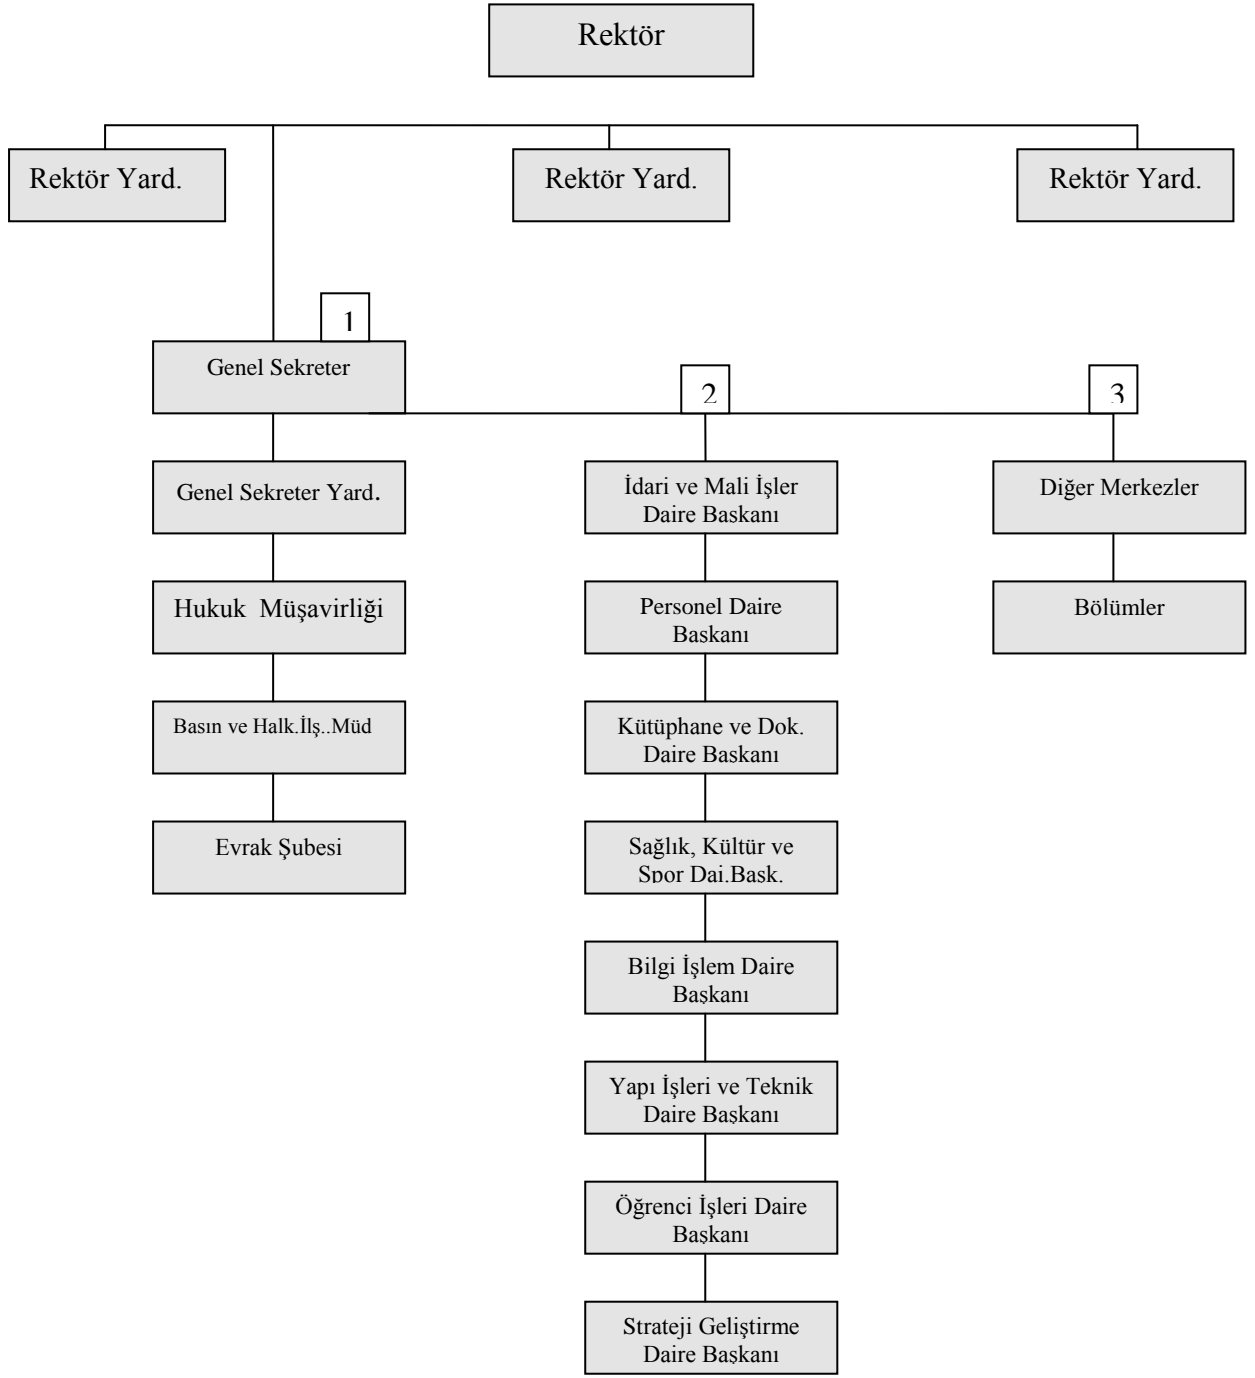 Rektör
Rektör Yard.
Rektör Yard.
Rektör Yard.
1
Genel Sekreter
2
3
Genel Sekreter Yard.
Hukuk Müşavirliği
Basın ve Halk.İlş..Müd
Evrak Şubesi
İdari ve Mali İşler
Daire Başkanı
Personel Daire
Başkanı
Kütüphane ve Dok.
Daire Başkanı
Sağlık, Kültür ve
Spor Dai.Başk.
Bilgi İşlem Daire
Başkanı
Yapı İşleri ve Teknik
Daire Başkanı
Öğrenci İşleri Daire
Başkanı
Strateji Geliştirme
Daire Başkanı
Diğer Merkezler
Bölümler